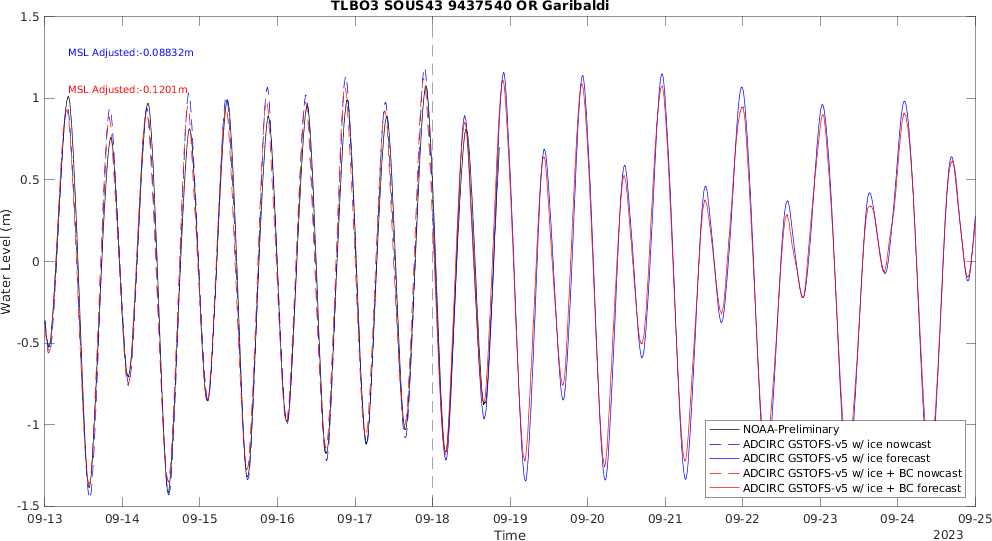 TLBO3 SOUS43 9437540 OR Garibaldi
1.5
MSL Adjusted:-0.08832m
MSL Adjusted:-0.1201m
1
0.5
Water Level (m)
0
-0.5
-1
NOAA-Preliminary
ADCIRC GSTOFS-v5 w/ ice nowcast
ADCIRC GSTOFS-v5 w/ ice forecast
ADCIRC GSTOFS-v5 w/ ice + BC nowcast
ADCIRC GSTOFS-v5 w/ ice + BC forecast
-1.5
09-13 09-14 09-15 09-16 09-17 09-18 09-19 09-20 09-21 09-22 09-23 09-24 09-25
Time
2023